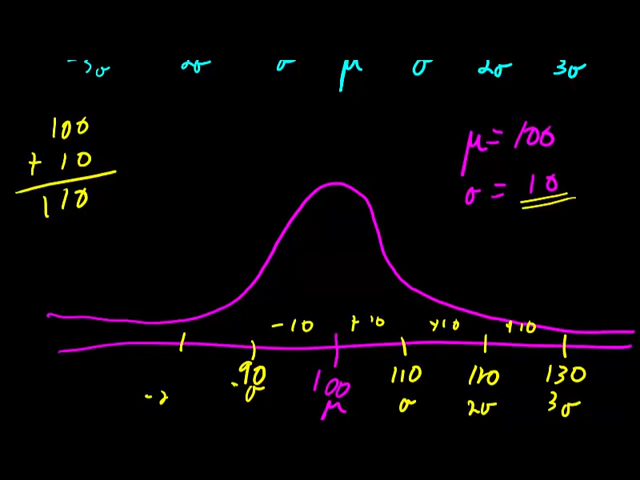 -3σ 2σ σ μ σ 2σ 3σ
100
+ 10
110
μ = 100
σ = 10
-10 +10 +10 +10
90 100 110 120 130
-σ μ σ 2σ 3σ
-2